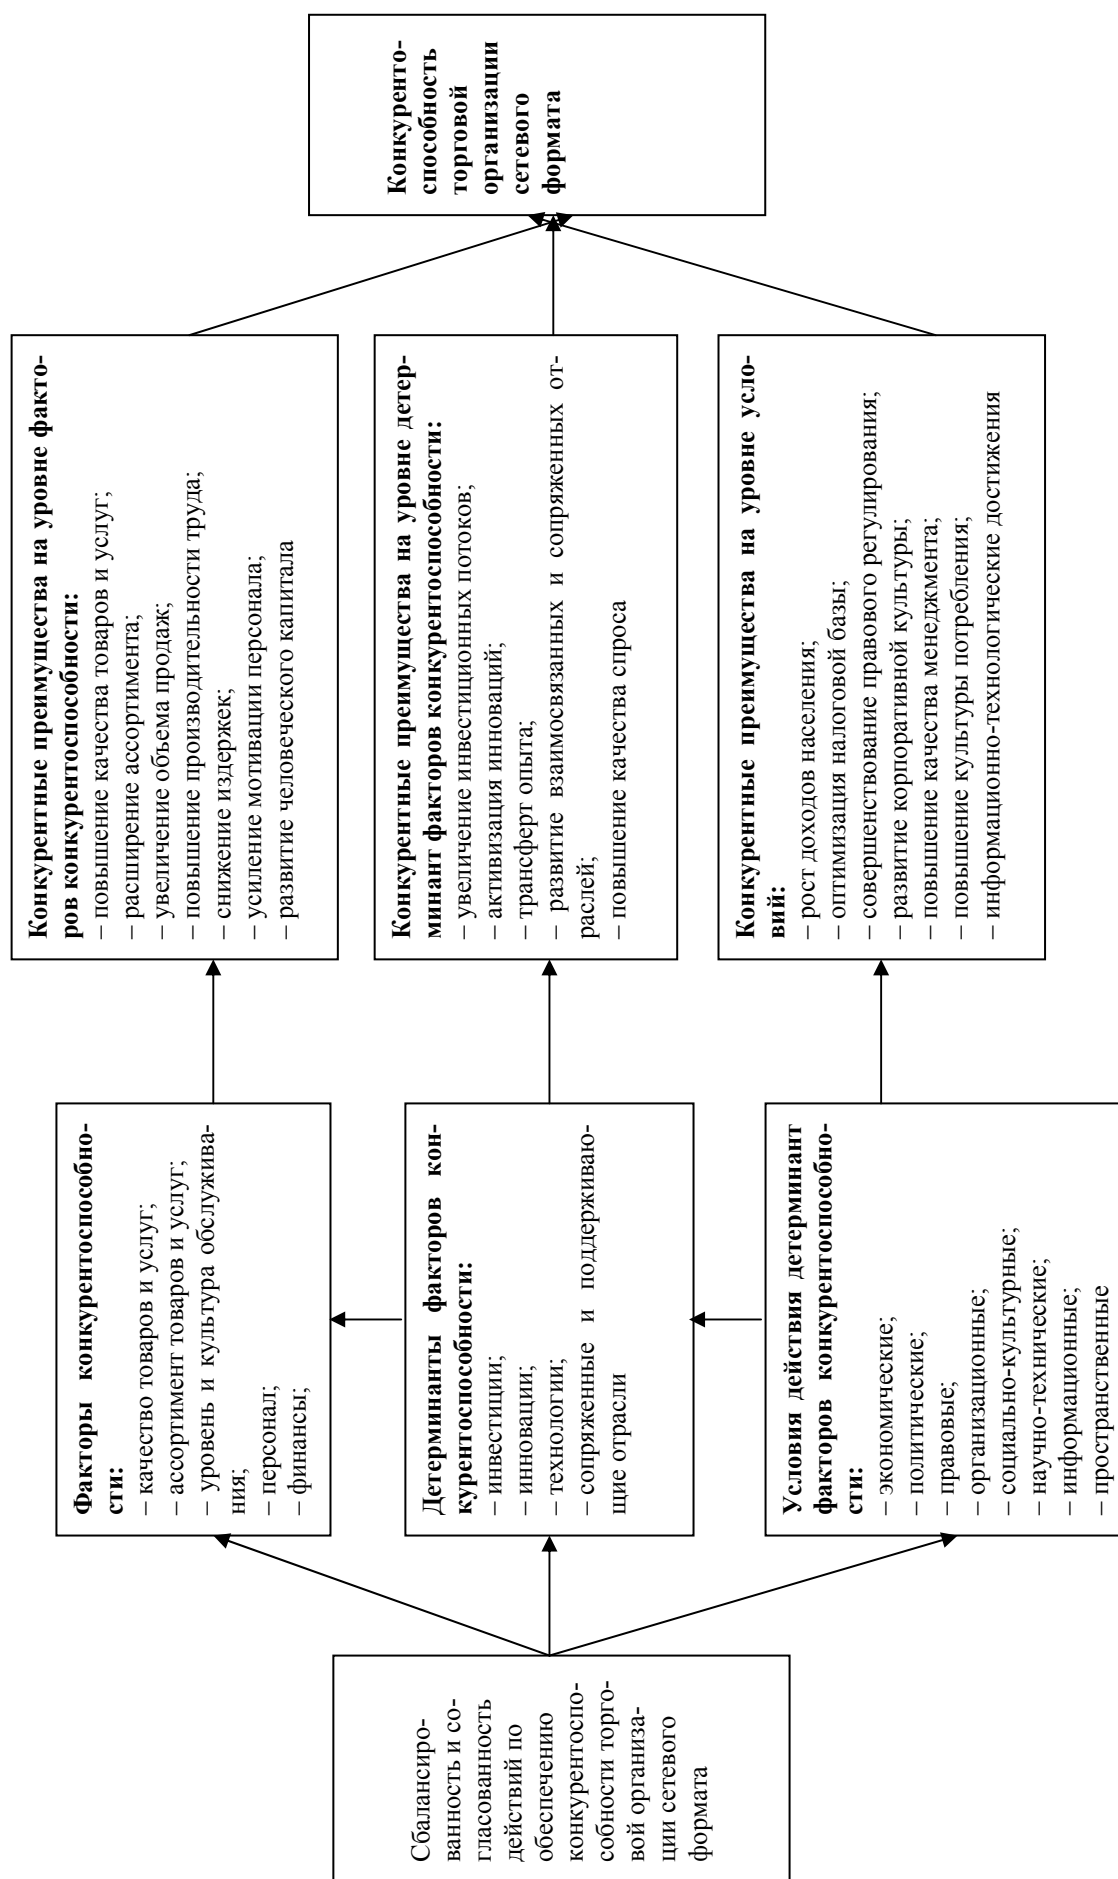 Сбалансиро-
ванность и со-
гласованность
действий по
обеспечению
конкурентоспо-
собности торго-
вой организа-
ции сетевого
формата
Факторы конкурентоспособно-
сти:
– качество товаров и услуг;
– ассортимент товаров и услуг;
– уровень и культура обслужива-
ния;
– персонал;
– финансы;
Детерминанты факторов кон-
курентоспособности:
– инвестиции;
– инновации;
– технологии;
– сопряженные и поддерживаю-
щие отрасли
Условия действия детерминант
факторов конкурентоспособно-
сти:
– экономические;
– политические;
– правовые;
– организационные;
– социально-культурные;
– научно-технические;
– информационные;
– пространственные
Конкурентные преимущества на уровне факто-
ров конкурентоспособности:
– повышение качества товаров и услуг;
– расширение ассортимента;
– увеличение объема продаж;
– повышение производительности труда;
– снижение издержек;
– усиление мотивации персонала;
– развитие человеческого капитала
Конкурентные преимущества на уровне детер-
минант факторов конкурентоспособности:
– увеличение инвестиционных потоков;
– активизация инноваций;
– трансферт опыта;
– развитие взаимосвязанных и сопряженных от-
раслей;
– повышение качества спроса
Конкурентные преимущества на уровне усло-
вий:
– рост доходов населения;
– оптимизация налоговой базы;
– совершенствование правового регулирования;
– развитие корпоративной культуры;
– повышение качества менеджмента;
– повышение культуры потребления;
– информационно-технологические достижения
Конкуренто-
способность
торговой
организации
сетевого
формата